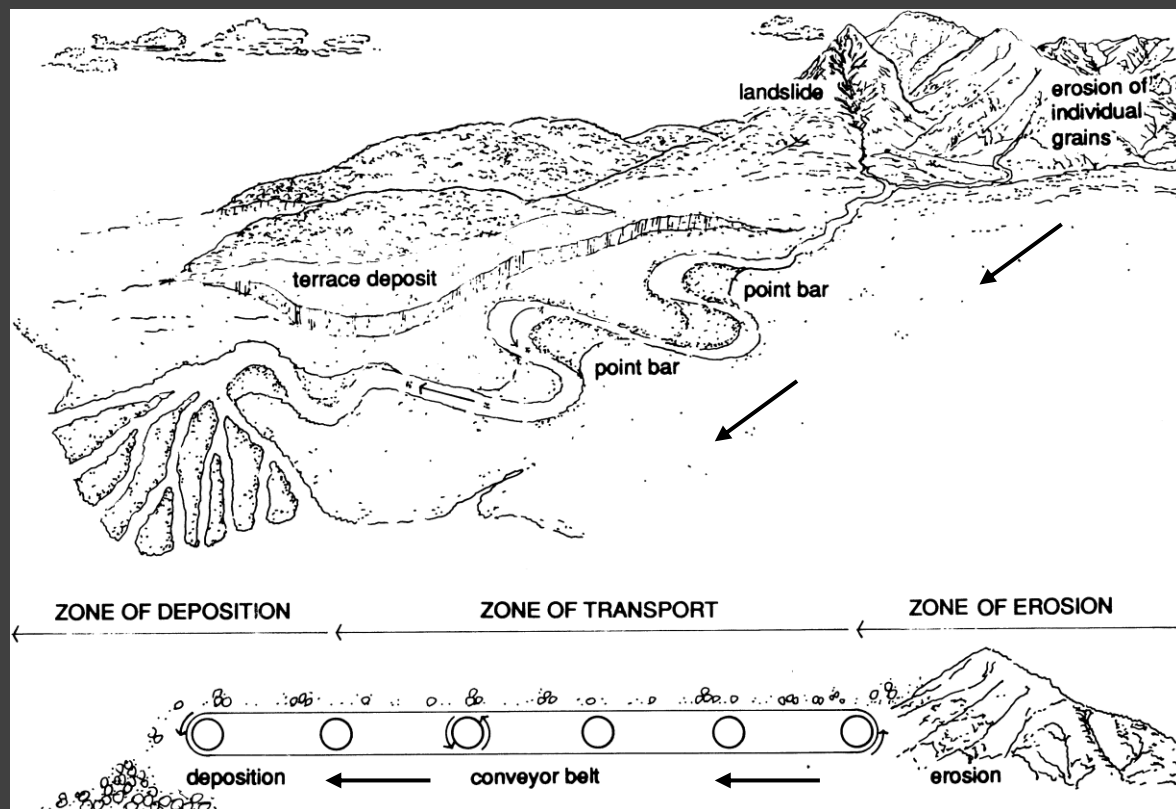 landslide
erosion of
individual
grains
terrace deposit
point bar
point bar
ZONE OF DEPOSITION
ZONE OF TRANSPORT
ZONE OF EROSION
deposition
conveyor belt
erosion